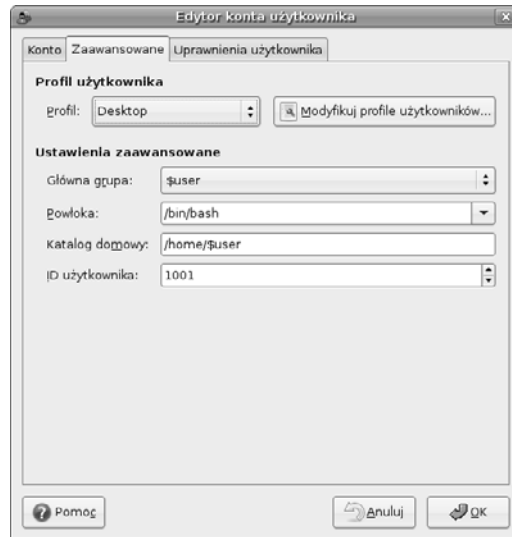 Edytor konta użytkownika
Konto Zaawansowane Uprawnienia użytkownika
Profil użytkownika
Profil: Desktop Modyfikuj profile użytkowników...
Ustawienia zaawansowane
Główna grupa: $user
Powłoka: /bin/bash
Katalog domowy: /home/$user
ID użytkownika: 1001
Pomoc Anuluj OK